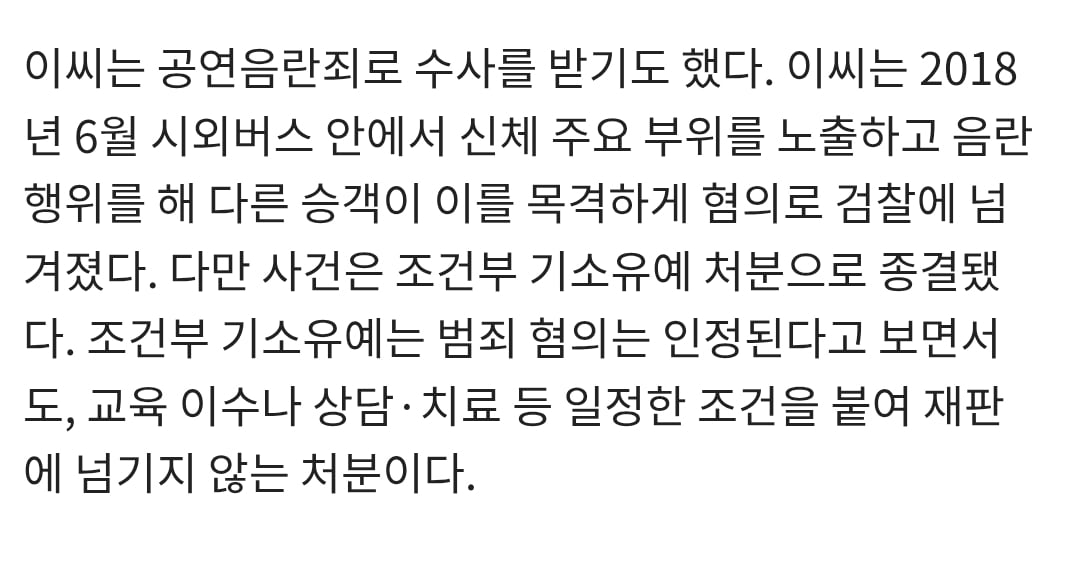 이씨는 공연음란죄로 수사를 받기도 했다. 이씨는 2018
년 6월 시외버스 안에서 신체 주요 부위를 노출하고 음란
행위를 해 다른 승객이 이를 목격하게 혐의로 검찰에 넘
겨졌다. 다만 사건은 조건부 기소유예 처분으로 종결됐
다. 조건부 기소유예는 범죄 혐의는 인정된다고 보면서
도, 교육 이수나 상담·치료 등 일정한 조건을 붙여 재판
에 넘기지 않는 처분이다.